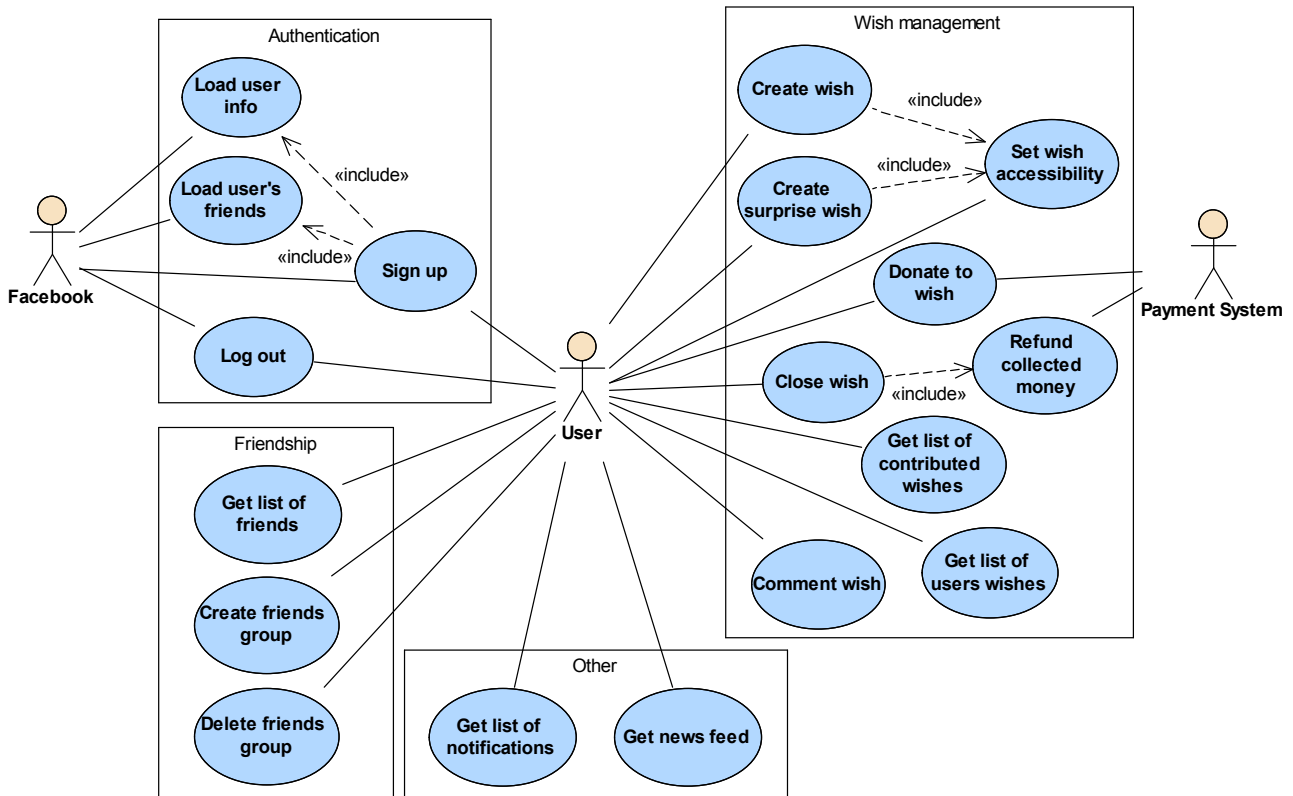 Authentication
Load user
info
«include»
Load user's
friends
«include»
Sign up
Log out
Facebook
Wish management
Create wish
«include»
Set wish
accessibility
«include»
Create
surprise wish
Donate to
wish
Payment System
Refund
collected
money
Close wish
«include»
Get list of
contributed
wishes
Get list of
users wishes
Comment wish
User
Friendship
Get list of
friends
Create friends
group
Delete friends
group
Other
Get list of
notifications
Get news feed